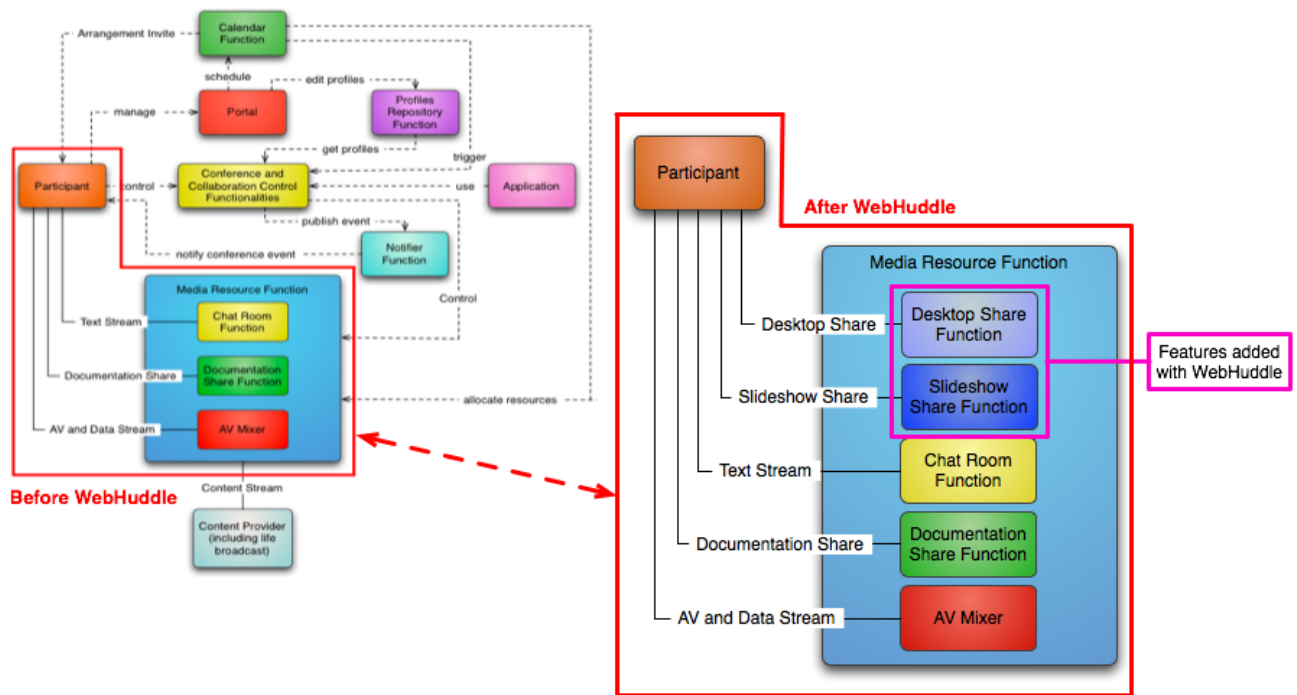 Calendar
Function
Arrangement Invite
schedule
edit profiles
manage
Portal
Profiles
Repository
Function
get profiles
trigger
Participant
control
Conference and
Collaboration Control
Functionalities
use
Application
publish event
notify conference event
Notifier
Function
Control
Media Resource Function
Text Stream
Chat Room
Function
Documentation Share
Documentation
Share Function
allocate resources
AV and Data Stream
AV Mixer
Before WebHuddle
Content Stream
Content Provider
(including life
broadcast)
Participant
After WebHuddle
Media Resource Function
Desktop Share
Desktop Share
Function
Features added
with WebHuddle
Slideshow Share
Slideshow
Share Function
Text Stream
Chat Room
Function
Documentation Share
Documentation
Share Function
AV and Data Stream
AV Mixer